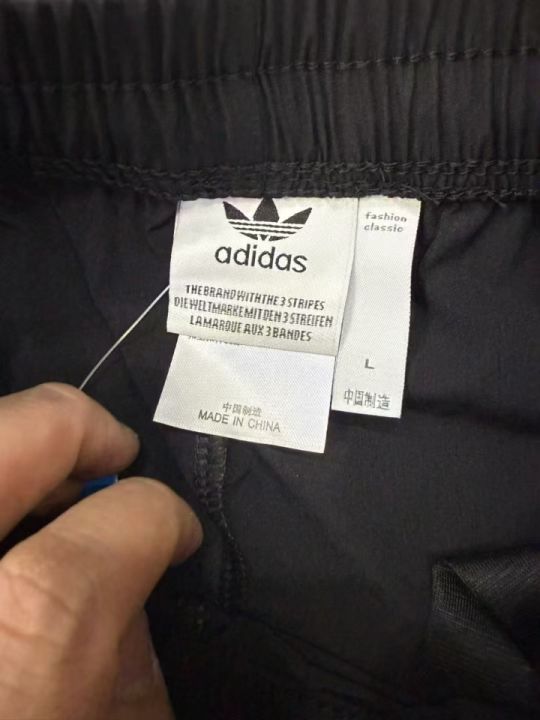 adidas
THE BRAND WITH THE 3 STRIPES
DIE WELTMARKE MIT DEN 3 STREIFEN
LA MARQUE AUX 3 BANDES
中国制造
MADE IN CHINA
fashion
classic
L
中国制造